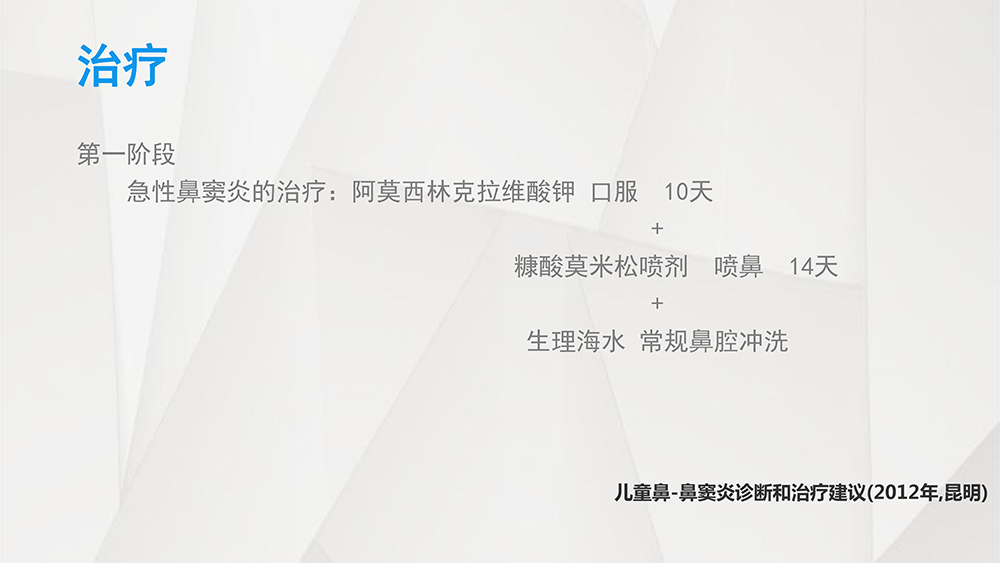 治疗
第一阶段
急性鼻窦炎的治疗：阿莫西林克拉维酸钾 口服 10天
+
糠酸莫米松喷剂 喷鼻 14天
+
生理海水 常规鼻腔冲洗
儿童鼻-鼻窦炎诊断和治疗建议(2012年,昆明)